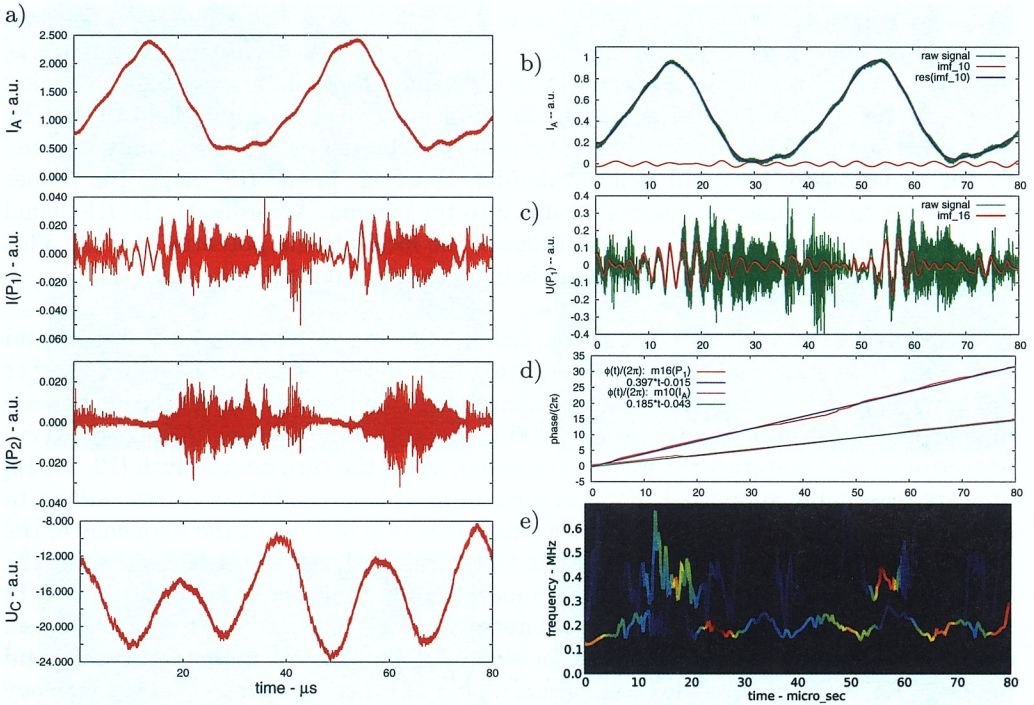 a)
2.500
2.000
1.500
1.000
0.500
0.000
I_A - a.u.
0.040
0.020
0.000
-0.020
-0.040
-0.060
I(P_1) - a.u.
0.020
0.000
-0.020
-0.040
I(P_2) - a.u.
-8.000
-12.000
-16.000
-20.000
-24.000
U_C - a.u.
0 20 40 60 80
time - µs
b)
raw signal
imf_10
res(imf_10)
1
0.8
0.6
0.4
0.2
0
I_A -- a.u.
0 10 20 30 40 50 60 70 80
c)
raw signal
imf_16
0.4
0.3
0.2
0.1
0
-0.1
-0.2
-0.3
-0.4
U(P_1) -- a.u.
0 10 20 30 40 50 60 70 80
d)
ϕ(t)/(2π): m16(P_1)
0.397*t-0.015
ϕ(t)/(2π): m10(I_A)
0.185*t-0.043
35
30
25
20
15
10
5
0
-5
phase/(2π)
0 10 20 30 40 50 60 70 80
e)
0.6
0.5
0.4
0.3
0.2
0.1
0.0
frequency - MHz
0 10 20 30 40 50 60 70 80
time - micro_sec